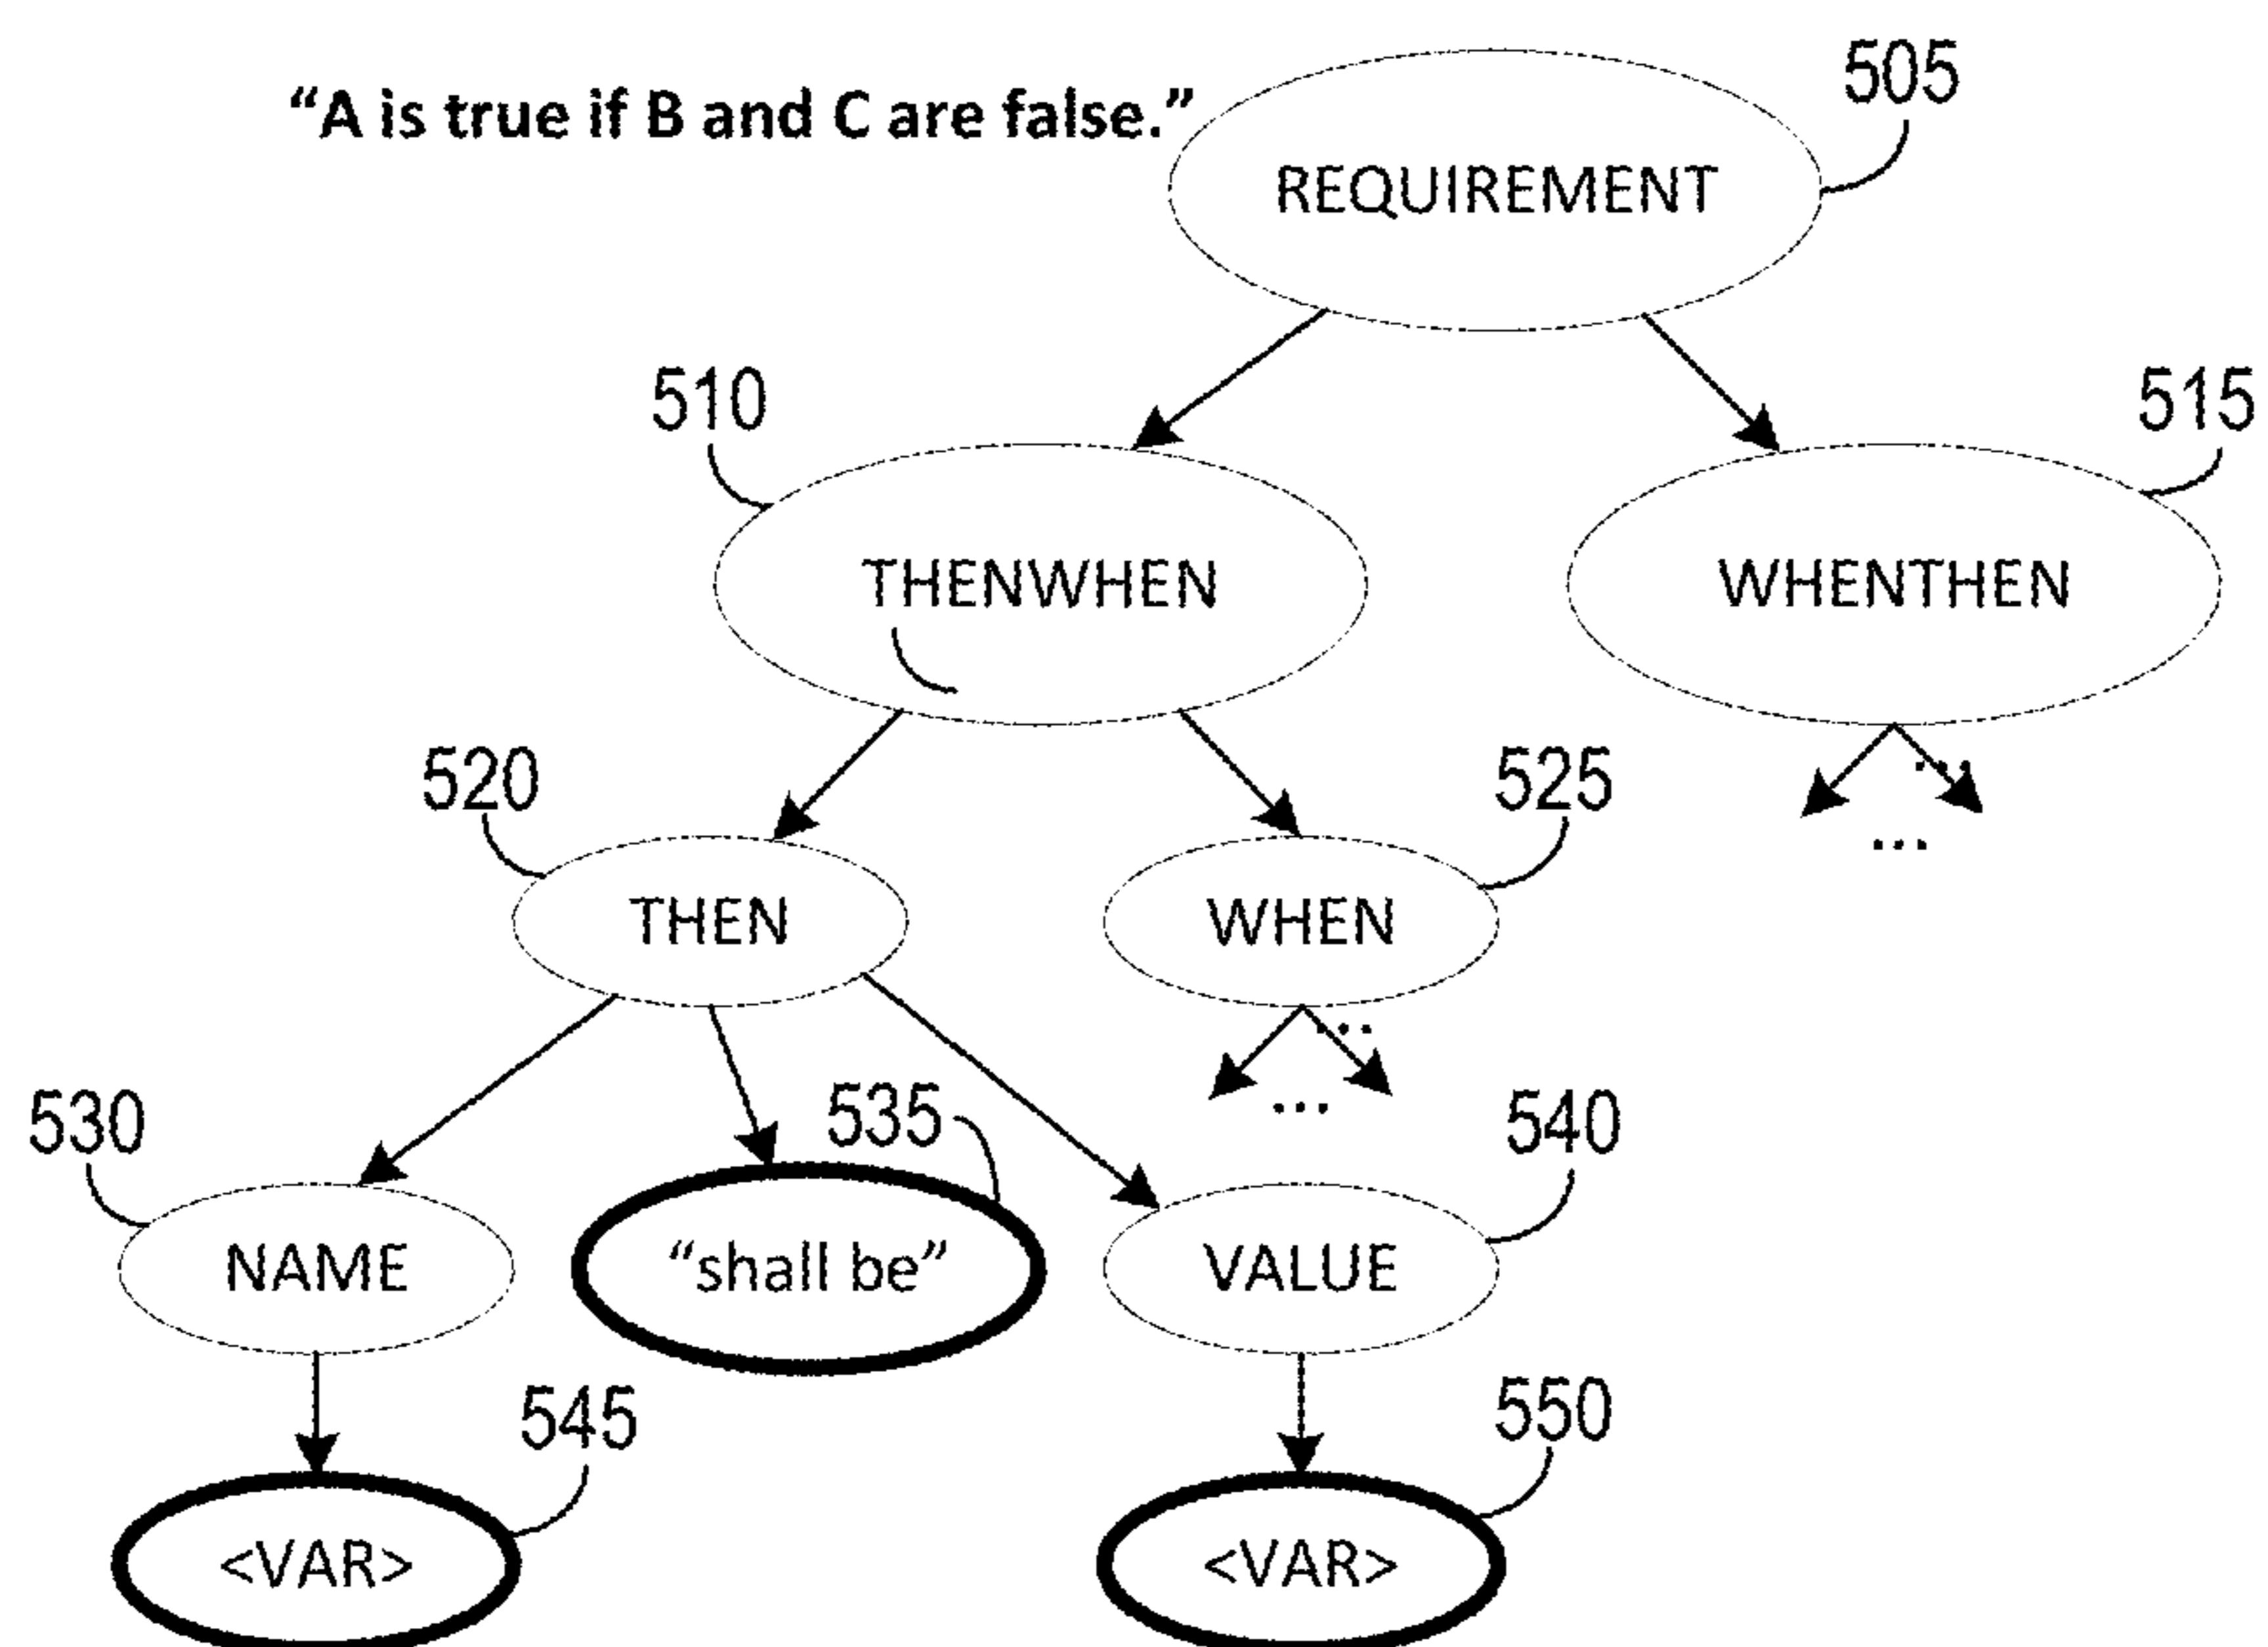 505
“A is true if B and C are false.”
REQUIREMENT
510
515
THENWHEN
WHENTHEN
520
525
...
...
THEN
WHEN
...
530
535
...
540
NAME
“shall be”
VALUE
545
550
<VAR>
<VAR>